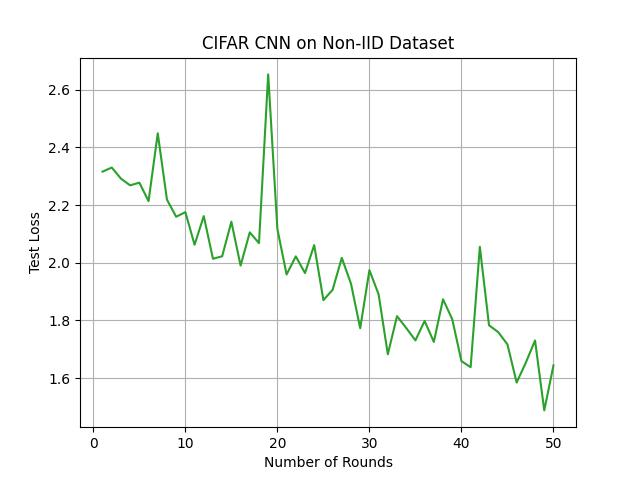 CIFAR CNN on Non-IID Dataset
2.6
2.4
2.2
2.0
1.8
1.6
Test Loss
0 10 20 30 40 50
Number of Rounds